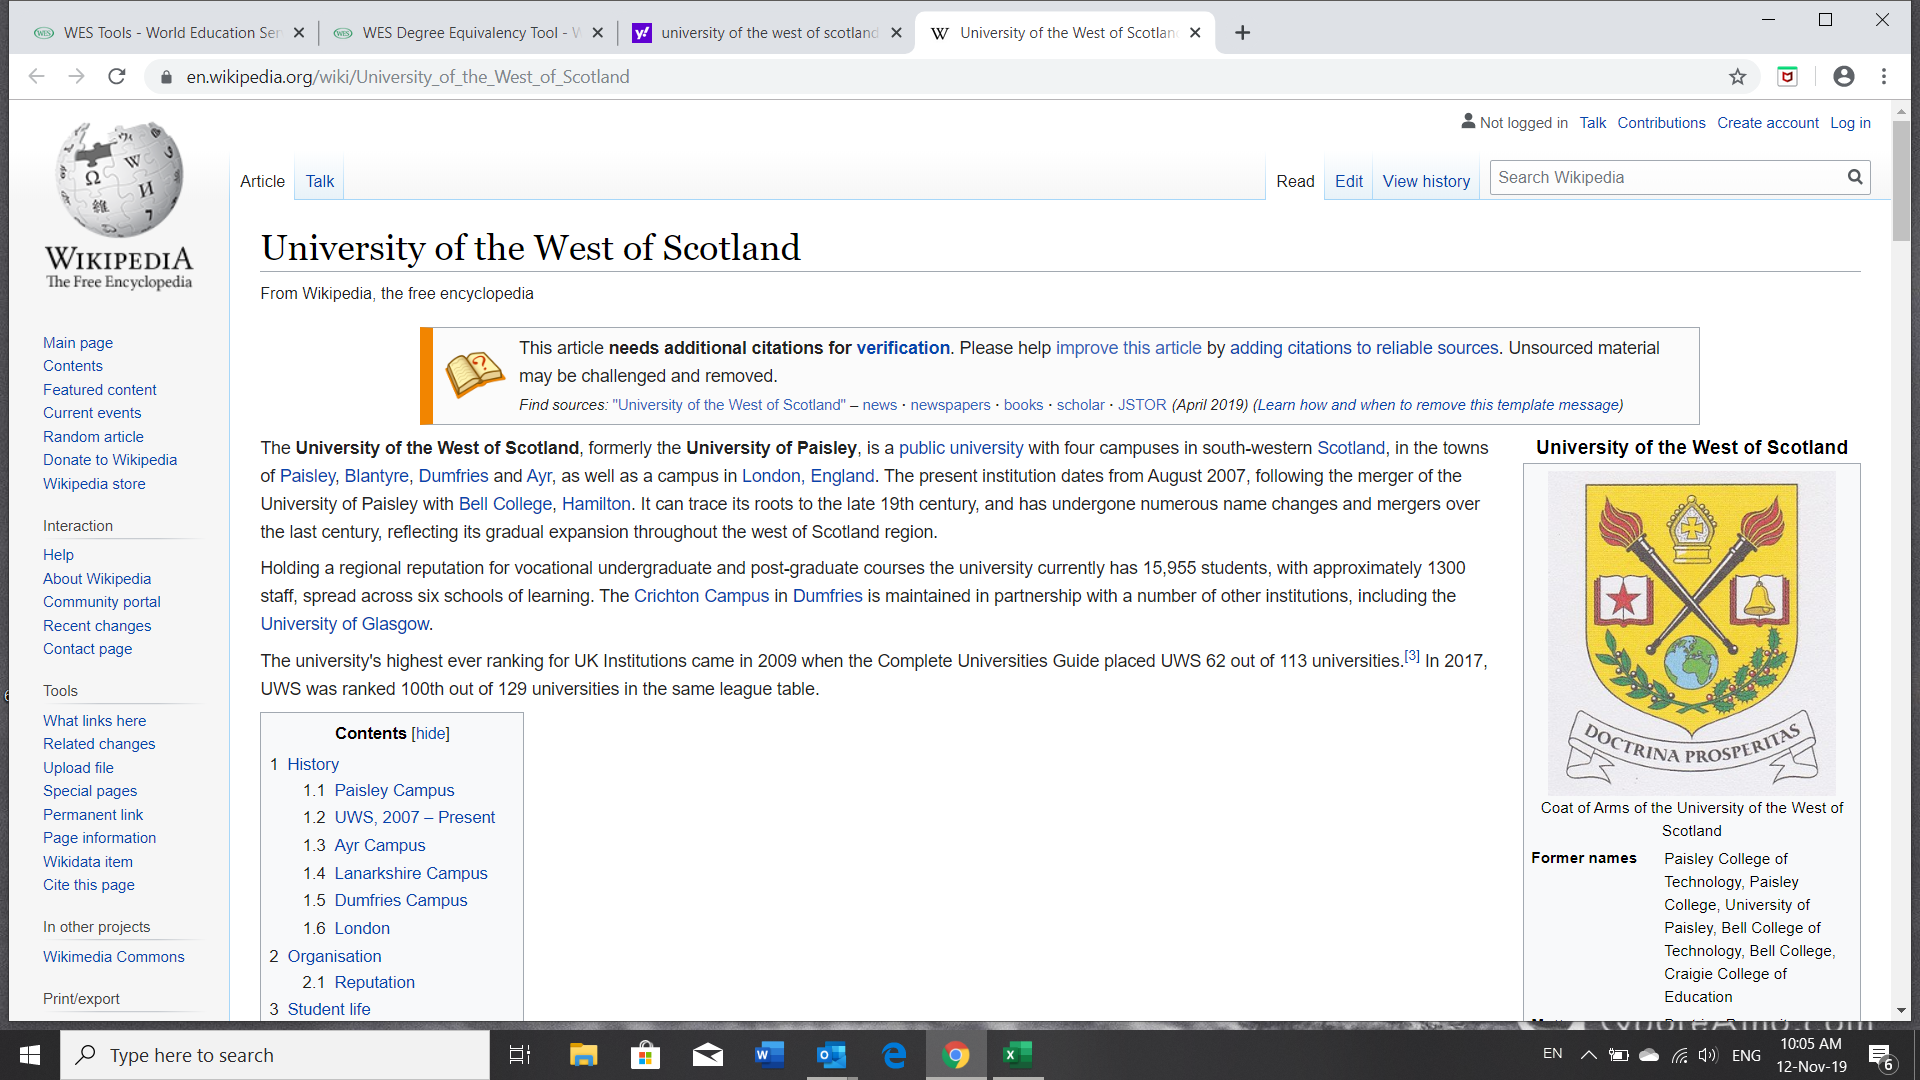 WES Tools - World Education Ser
WES Degree Equivalency Tool - W
university of the west of scotland
University of the West of Scotlan
en.wikipedia.org/wiki/University_of_the_West_of_Scotland
Not logged in Talk Contributions Create account Log in
Article Talk
Read Edit View history
Search Wikipedia
WIKIPEDIA
The Free Encyclopedia
Main page
Contents
Featured content
Current events
Random article
Donate to Wikipedia
Wikipedia store
Interaction
Help
About Wikipedia
Community portal
Recent changes
Contact page
Tools
What links here
Related changes
Upload file
Special pages
Permanent link
Page information
Wikidata item
Cite this page
In other projects
Wikimedia Commons
Print/export
University of the West of Scotland
From Wikipedia, the free encyclopedia
This article needs additional citations for verification. Please help improve this article by adding citations to reliable sources. Unsourced material
may be challenged and removed.
Find sources: "University of the West of Scotland" – news · newspapers · books · scholar · JSTOR (April 2019) (Learn how and when to remove this template message)
The University of the West of Scotland, formerly the University of Paisley, is a public university with four campuses in south-western Scotland, in the towns
of Paisley, Blantyre, Dumfries and Ayr, as well as a campus in London, England. The present institution dates from August 2007, following the merger of the
University of Paisley with Bell College, Hamilton. It can trace its roots to the late 19th century, and has undergone numerous name changes and mergers over
the last century, reflecting its gradual expansion throughout the west of Scotland region.
Holding a regional reputation for vocational undergraduate and post-graduate courses the university currently has 15,955 students, with approximately 1300
staff, spread across six schools of learning. The Crichton Campus in Dumfries is maintained in partnership with a number of other institutions, including the
University of Glasgow.
The university's highest ever ranking for UK Institutions came in 2009 when the Complete Universities Guide placed UWS 62 out of 113 universities.[3] In 2017,
UWS was ranked 100th out of 129 universities in the same league table.
Contents [hide]
1 History
1.1 Paisley Campus
1.2 UWS, 2007 – Present
1.3 Ayr Campus
1.4 Lanarkshire Campus
1.5 Dumfries Campus
1.6 London
2 Organisation
2.1 Reputation
3 Student life
University of the West of Scotland
DOCTRINA PROSPERITAS
Coat of Arms of the University of the West of
Scotland
Former names
Paisley College of
Technology, Paisley
College, University of
Paisley, Bell College of
Technology, Bell College,
Craigie College of
Education
Type here to search
EN
ENG
10:05 AM
12-Nov-19
6